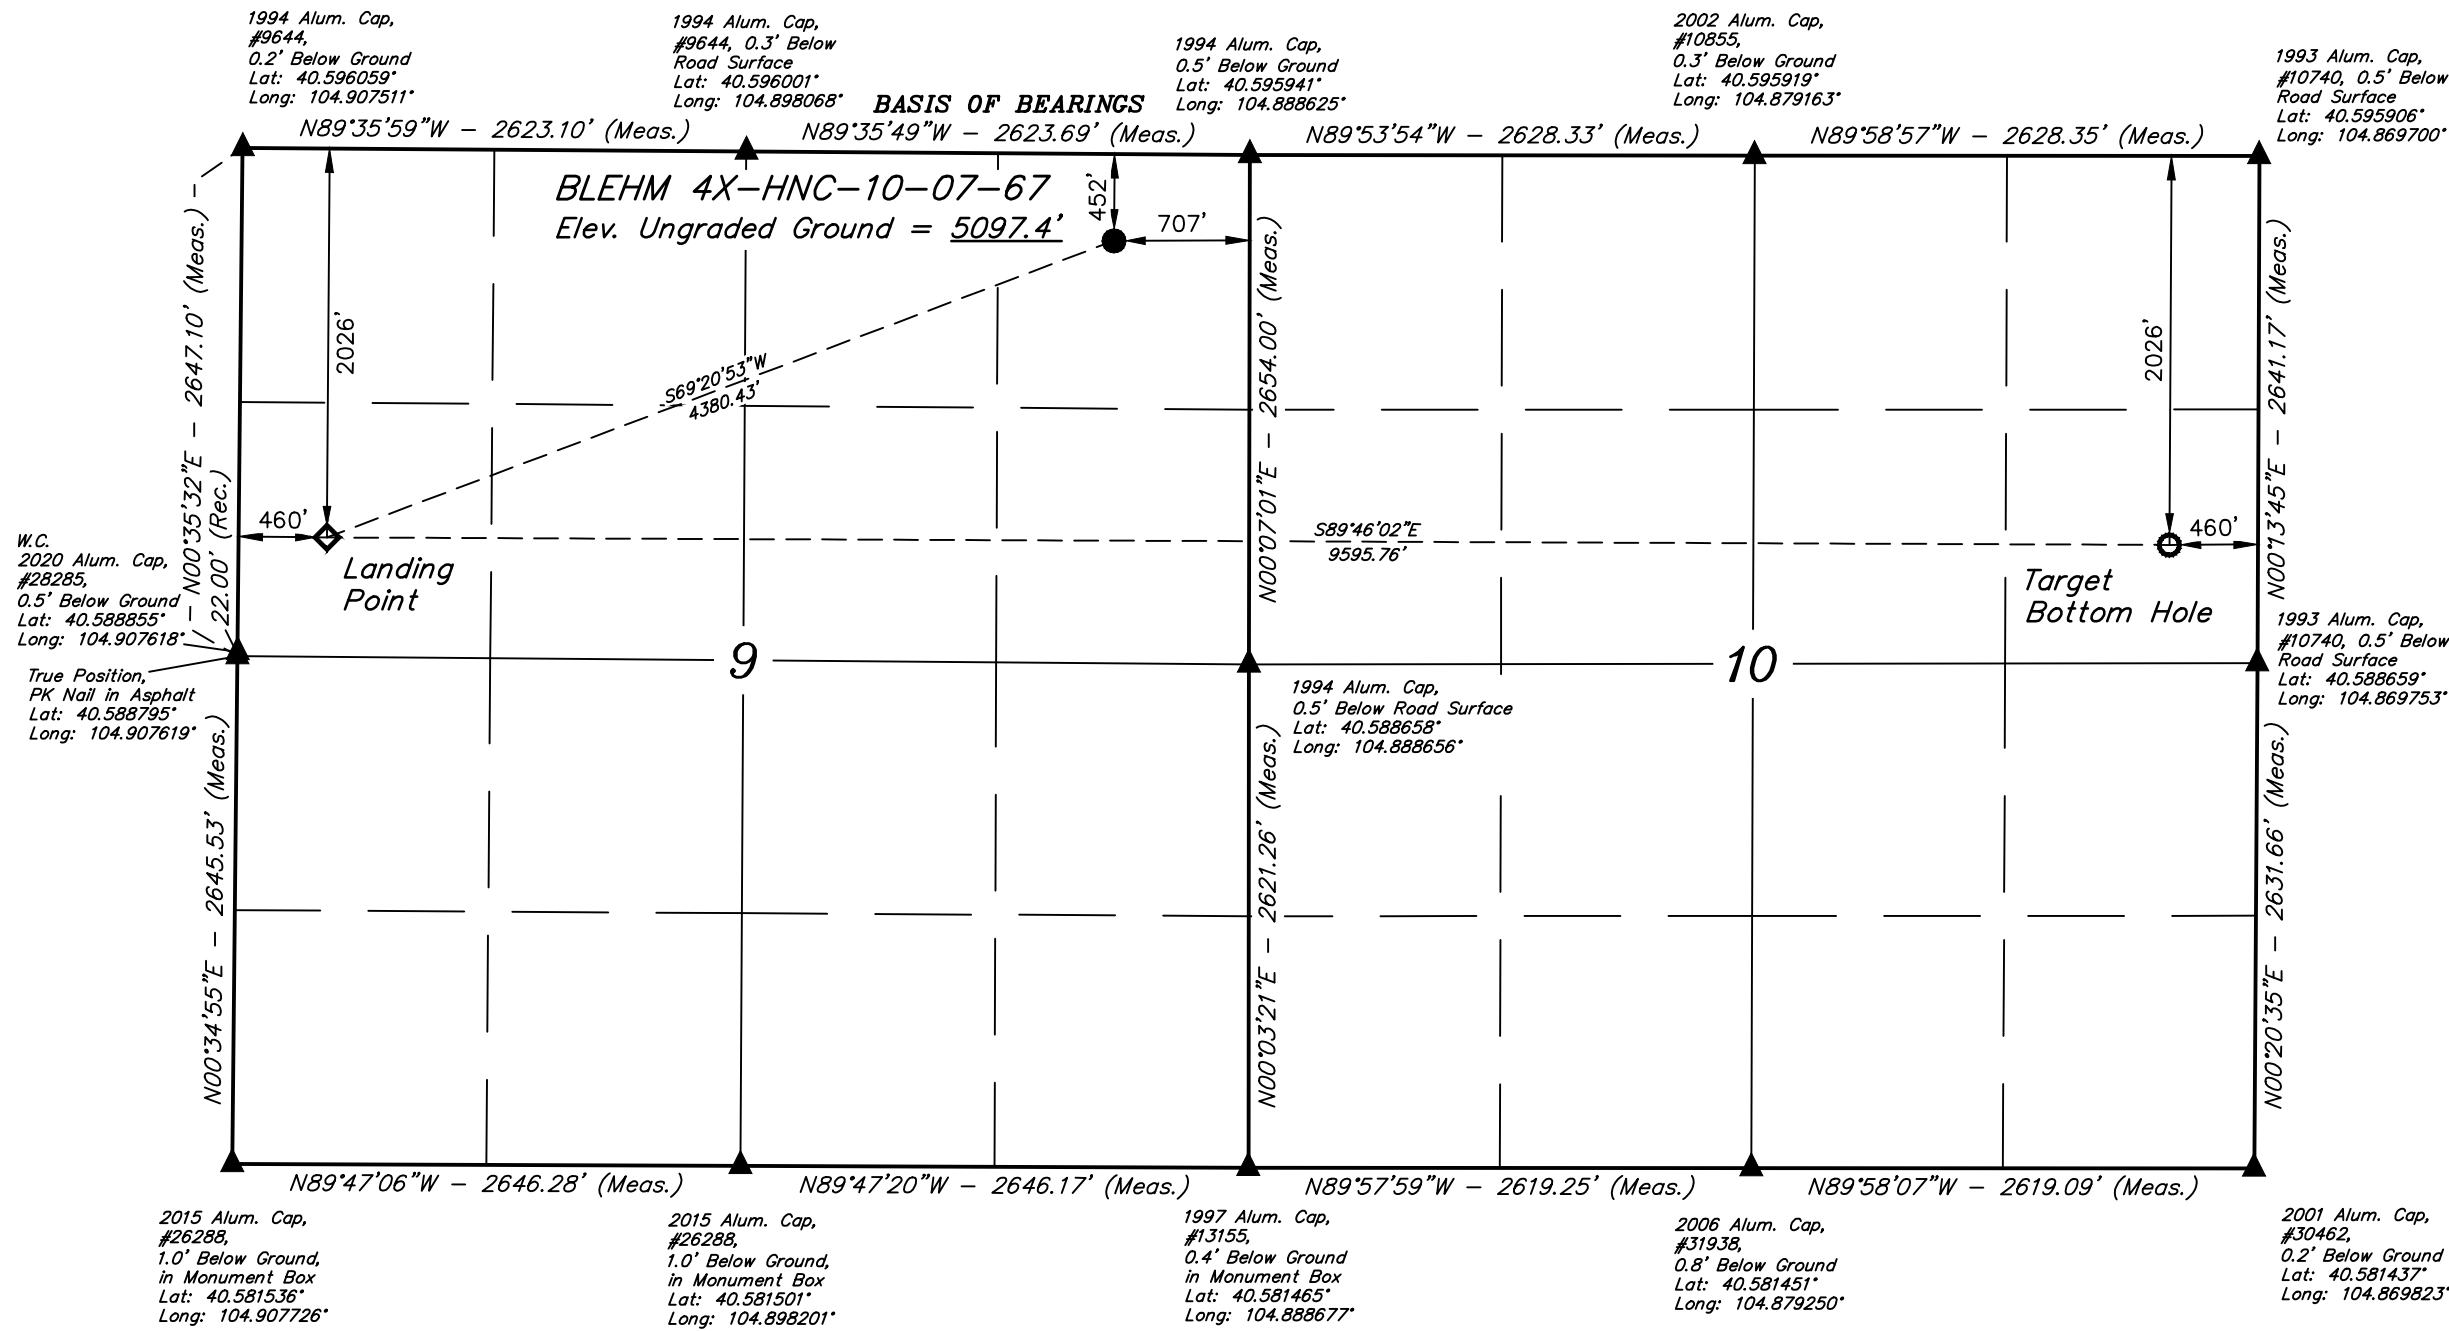 1994 Alum. Cap,
#9644,
0.2' Below Ground
Lat: 40.596059°
Long: 104.907511°
1994 Alum. Cap,
#9644, 0.3' Below
Road Surface
Lat: 40.596001°
Long: 104.898068°
BASIS OF BEARINGS
1994 Alum. Cap,
0.5' Below Ground
Lat: 40.595941°
Long: 104.888625°
2002 Alum. Cap,
#10855,
0.3' Below Ground
Lat: 40.595919°
Long: 104.879163°
1993 Alum. Cap,
#10740, 0.5' Below
Road Surface
Lat: 40.595906°
Long: 104.869700°
N89°35'59"W - 2623.10' (Meas.)
N89°35'49"W - 2623.69' (Meas.)
N89°53'54"W - 2628.33' (Meas.)
N89°58'57"W - 2628.35' (Meas.)
BLEHM 4X-HNC-10-07-67
Elev. Ungraded Ground = 5097.4'
452'
707'
2026'
2026'
N00°35'32"E - 2647.10' (Meas.)
22.00' (Rec.)
N00°07'01"E - 2654.00' (Meas.)
N00°13'45"E - 2641.17' (Meas.)
S69°20'53"W
4380.43'
460'
Landing
Point
S89°46'02"E
9595.76'
460'
Target
Bottom Hole
W.C.
2020 Alum. Cap,
#28285,
0.5' Below Ground
Lat: 40.588855°
Long: 104.907618°
True Position,
PK Nail in Asphalt
Lat: 40.588795°
Long: 104.907619°
9
10
1994 Alum. Cap,
0.5' Below Road Surface
Lat: 40.588658°
Long: 104.888656°
1993 Alum. Cap,
#10740, 0.5' Below
Road Surface
Lat: 40.588659°
Long: 104.869753°
N00°34'55"E - 2645.53' (Meas.)
N00°03'21"E - 2621.26' (Meas.)
N00°20'35"E - 2631.66' (Meas.)
N89°47'06"W - 2646.28' (Meas.)
N89°47'20"W - 2646.17' (Meas.)
N89°57'59"W - 2619.25' (Meas.)
N89°58'07"W - 2619.09' (Meas.)
2015 Alum. Cap,
#26288,
1.0' Below Ground,
in Monument Box
Lat: 40.581536°
Long: 104.907726°
2015 Alum. Cap,
#26288,
1.0' Below Ground,
in Monument Box
Lat: 40.581501°
Long: 104.898201°
1997 Alum. Cap,
#13155,
0.4' Below Ground
in Monument Box
Lat: 40.581465°
Long: 104.888677°
2006 Alum. Cap,
#31938,
0.8' Below Ground
Lat: 40.581451°
Long: 104.879250°
2001 Alum. Cap,
#30462,
0.2' Below Ground
Lat: 40.581437°
Long: 104.869823°